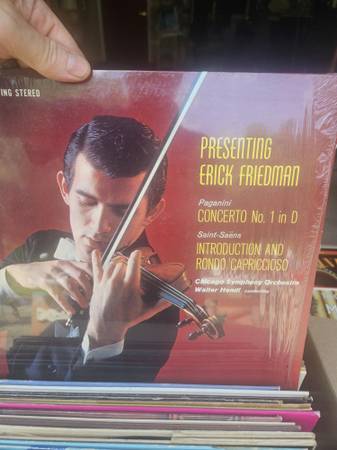 ING STEREO
PRESENTING
ERICK FRIEDMAN
Paganini
CONCERTO No. 1 in D
Saint-Saëns
INTRODUCTION AND
RONDO CAPRICCIOSO
Chicago Symphony Orchestra
Walter Hendl conducting